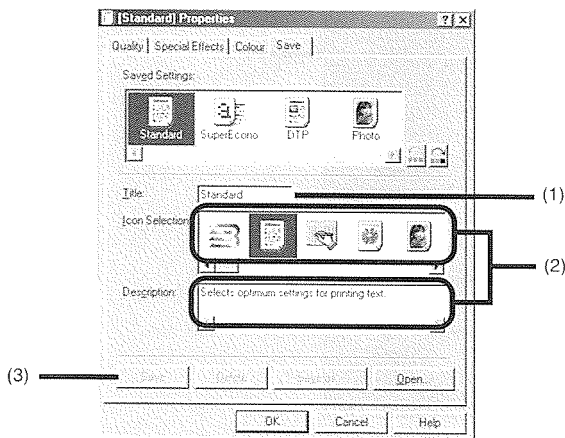 [Standard] Properties
Quality Special Effects Colour Save
Saved Settings:
Standard SuperEcono DTP Photo
Title: Standard (1)
Icon Selection
(2)
Description: Selects optimum settings for printing text.
(3)
Open...
OK Cancel Help